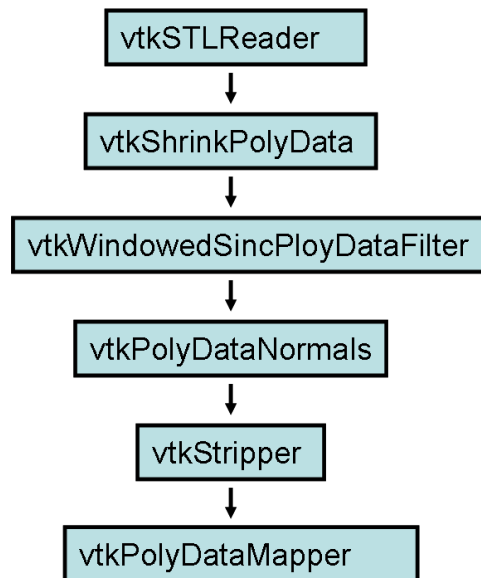 vtkSTLReader
vtkShrinkPolyData
vtkWindowedSincPloyDataFilter
vtkPolyDataNormals
vtkStripper
vtkPolyDataMapper